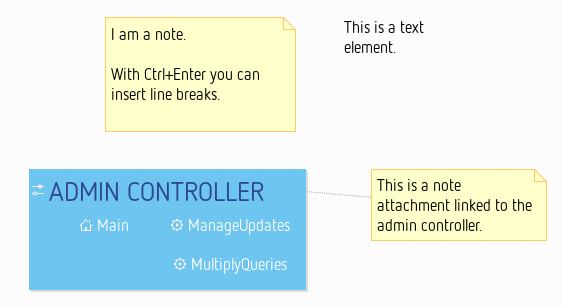 I am a note.
With Ctrl+Enter you can
insert line breaks.
This is a text
element.
ADMIN CONTROLLER
Main
ManageUpdates
MultiplyQueries
This is a note
attachment linked to the
admin controller.